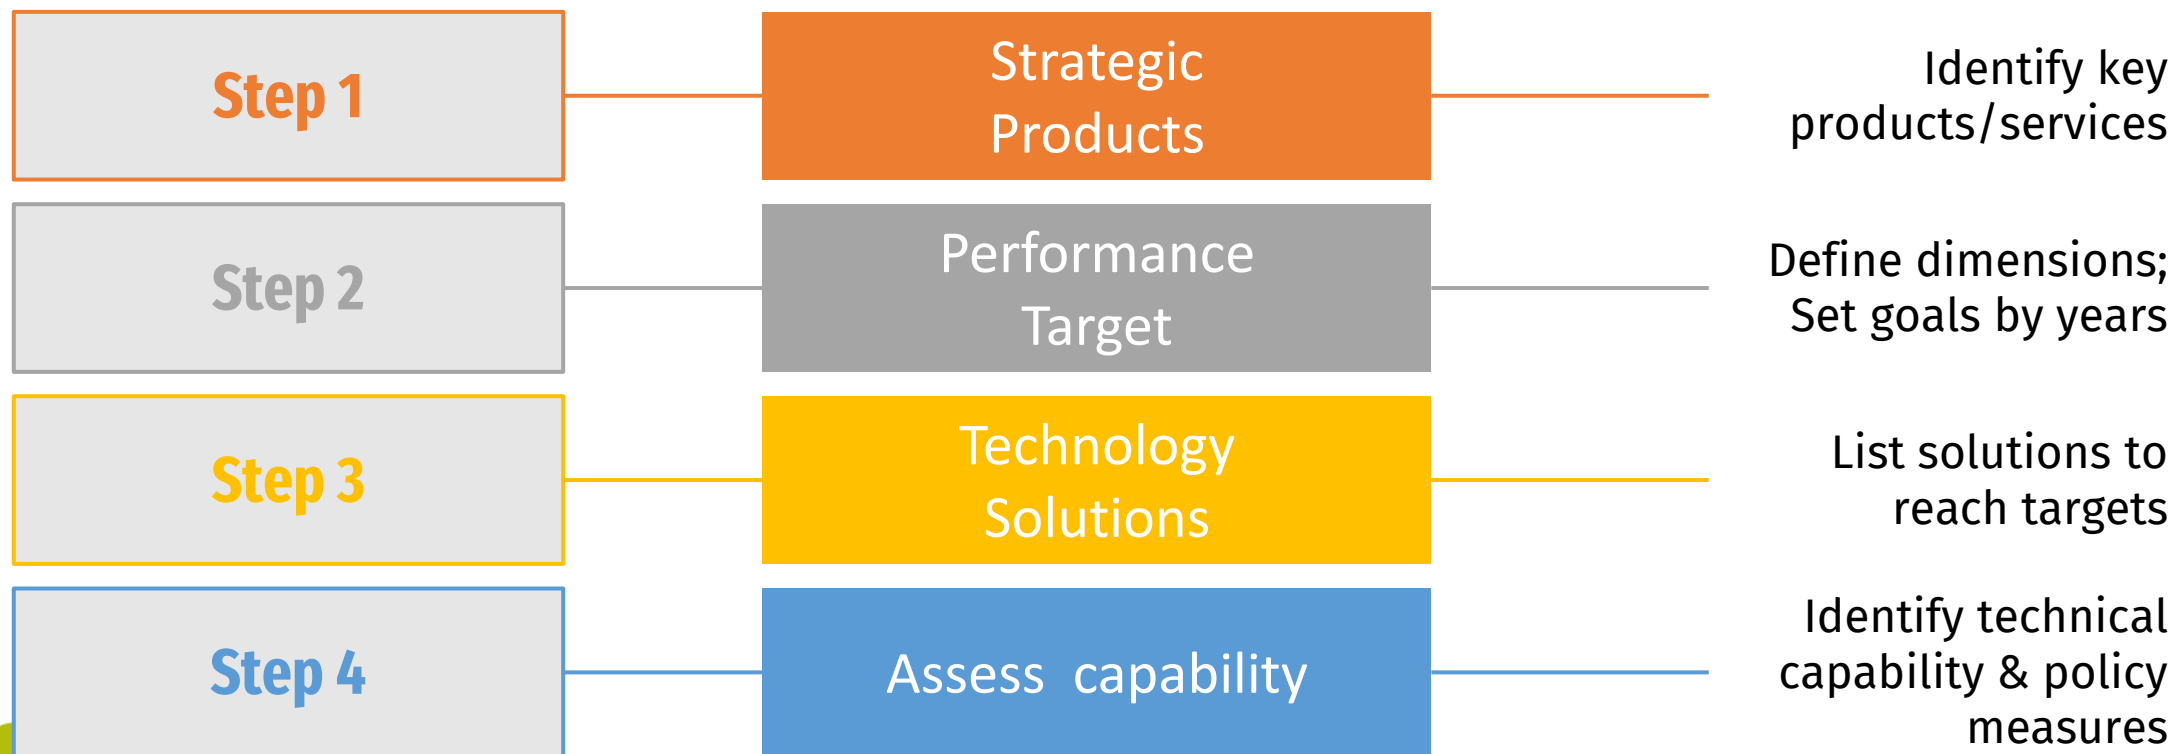 Step 1
Strategic
Products
Identify key
products/services
Step 2
Performance
Target
Define dimensions;
Set goals by years
Step 3
Technology
Solutions
List solutions to
reach targets
Step 4
Assess capability
Identify technical
capability & policy
measures